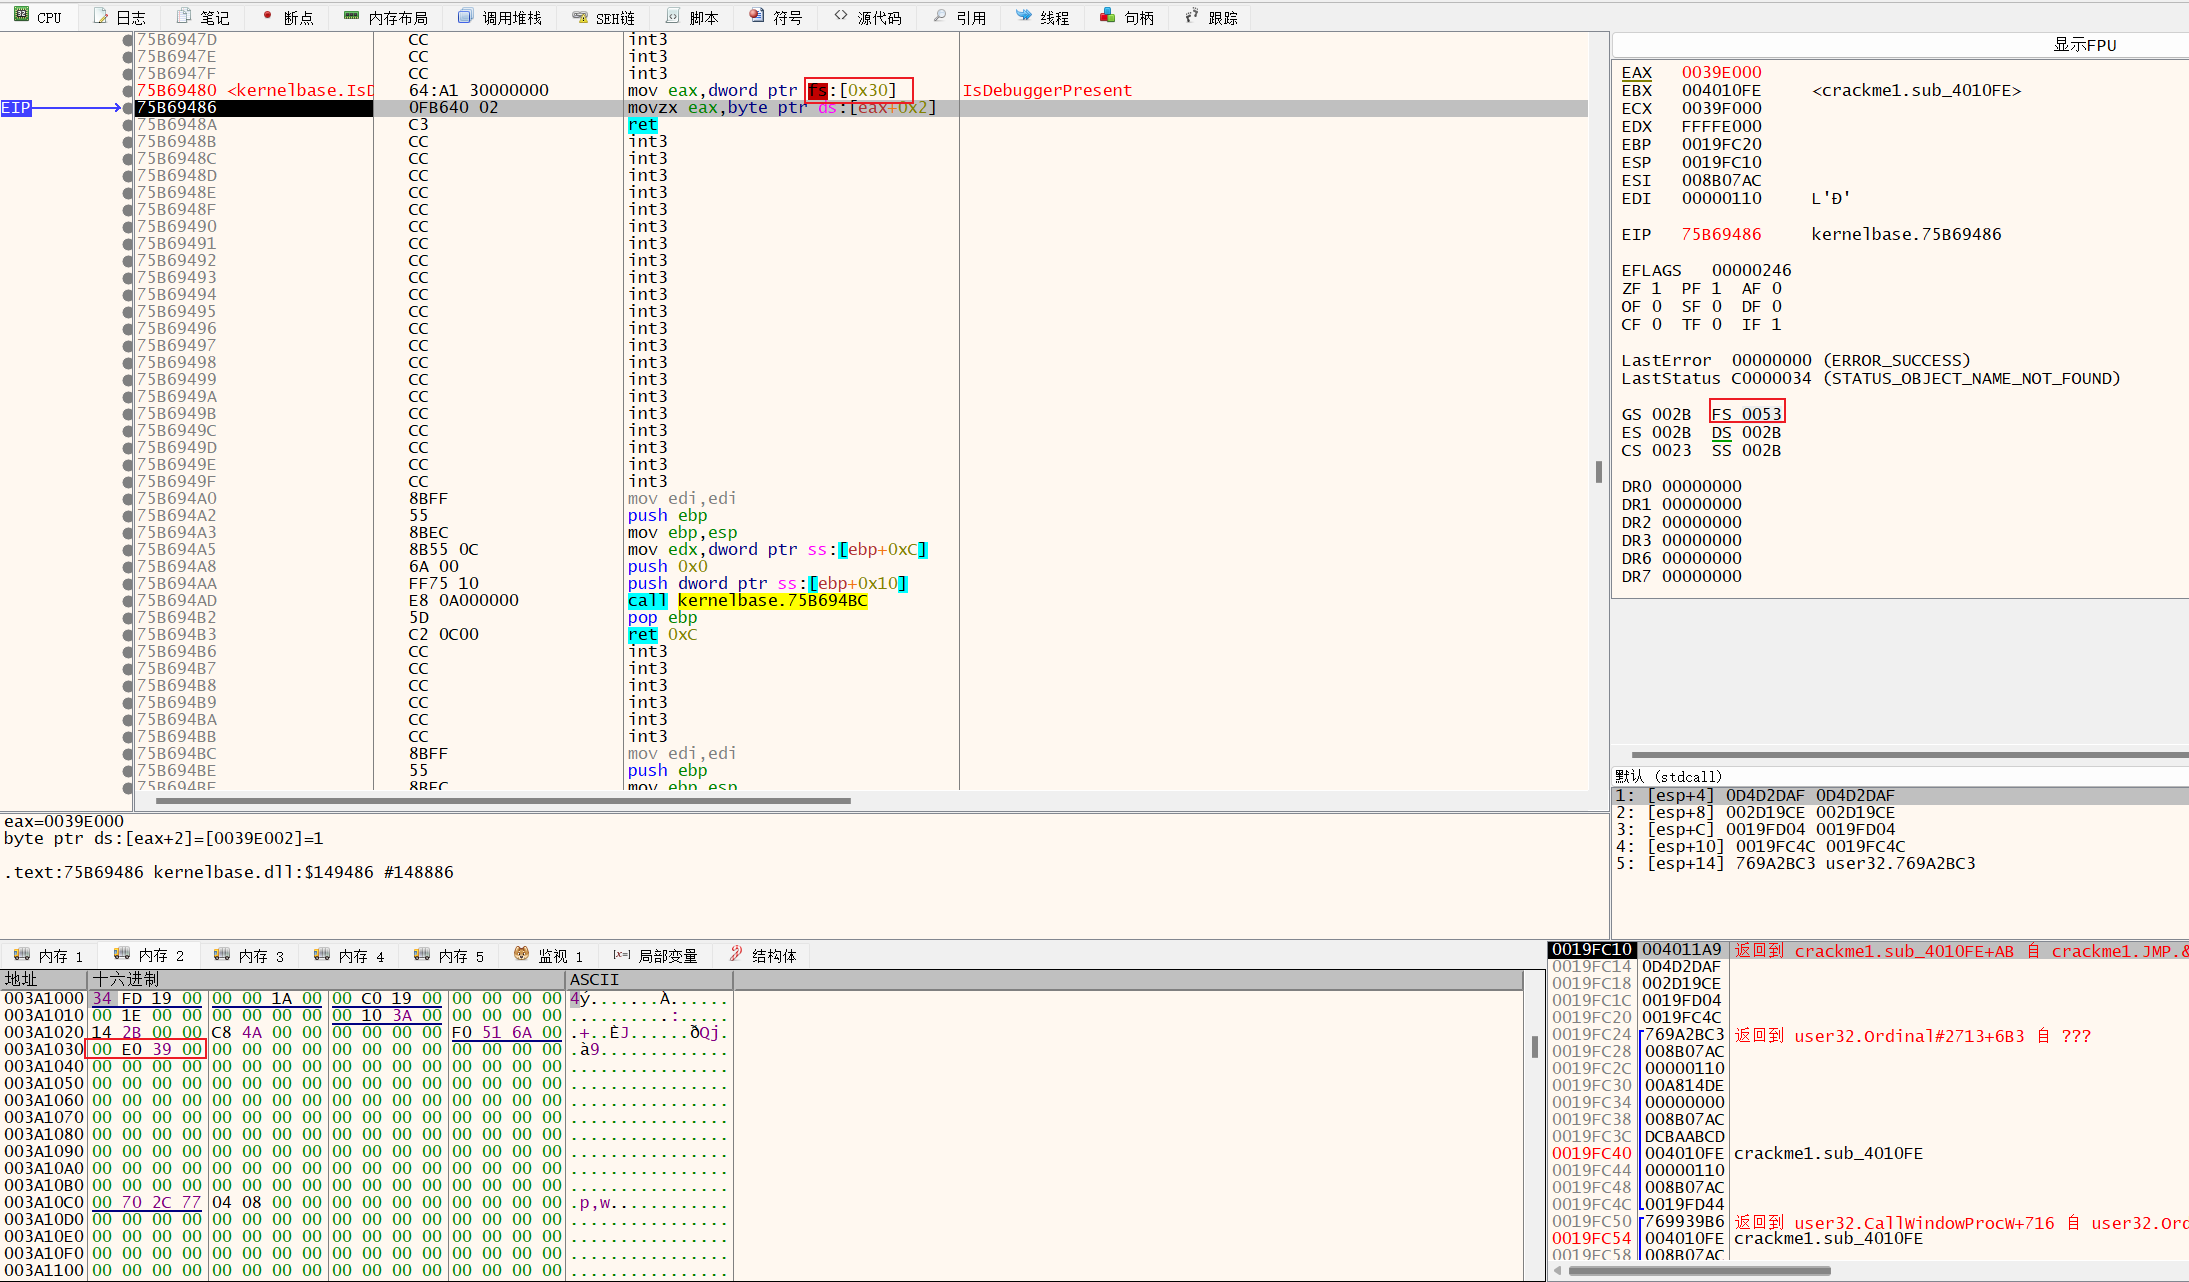 CPU 日志 笔记 断点 内存布局 调用堆栈 SEH链 脚本 符号 源代码 引用 线程 句柄 跟踪
75B6947D CC int3
75B6947E CC int3
75B6947F CC int3
75B69480 <kernelbase.IsD 64:A1 30000000 mov eax,dword ptr fs:[0x30] IsDebuggerPresent
EIP 75B69486 0FB640 02 movzx eax,byte ptr ds:[eax+0x2]
75B6948A C3 ret
75B6948B CC int3
75B6948C CC int3
75B6948D CC int3
75B6948E CC int3
75B6948F CC int3
75B69490 CC int3
75B69491 CC int3
75B69492 CC int3
75B69493 CC int3
75B69494 CC int3
75B69495 CC int3
75B69496 CC int3
75B69497 CC int3
75B69498 CC int3
75B69499 CC int3
75B6949A CC int3
75B6949B CC int3
75B6949C CC int3
75B6949D CC int3
75B6949E CC int3
75B6949F CC int3
75B694A0 8BFF mov edi,edi
75B694A2 55 push ebp
75B694A3 8BEC mov ebp,esp
75B694A5 8B55 0C mov edx,dword ptr ss:[ebp+0xC]
75B694A8 6A 00 push 0x0
75B694AA FF75 10 push dword ptr ss:[ebp+0x10]
75B694AD E8 0A000000 call kernelbase.75B694BC
75B694B2 5D pop ebp
75B694B3 C2 0C00 ret 0xC
75B694B6 CC int3
75B694B7 CC int3
75B694B8 CC int3
75B694B9 CC int3
75B694BA CC int3
75B694BB CC int3
75B694BC 8BFF mov edi,edi
75B694BE 55 push ebp
75B694BF 8BEC mov ebp,esp
显示FPU
EAX 0039E000
EBX 004010FE <crackme1.sub_4010FE>
ECX 0039F000
EDX FFFFE000
EBP 0019FC20
ESP 0019FC10
ESI 008B07AC
EDI 00000110 L'Đ'
EIP 75B69486 kernelbase.75B69486
EFLAGS 00000246
ZF 1 PF 1 AF 0
OF 0 SF 0 DF 0
CF 0 TF 0 IF 1
LastError 00000000 (ERROR_SUCCESS)
LastStatus C0000034 (STATUS_OBJECT_NAME_NOT_FOUND)
GS 002B FS 0053
ES 002B DS 002B
CS 0023 SS 002B
DR0 00000000
DR1 00000000
DR2 00000000
DR3 00000000
DR6 00000000
DR7 00000000
默认 (stdcall)
1: [esp+4] 0D4D2DAF 0D4D2DAF
2: [esp+8] 002D19CE 002D19CE
3: [esp+C] 0019FD04 0019FD04
4: [esp+10] 0019FC4C 0019FC4C
5: [esp+14] 769A2BC3 user32.769A2BC3
eax=0039E000
byte ptr ds:[eax+2]=[0039E002]=1
.text:75B69486 kernelbase.dll:$149486 #148886
内存 1 内存 2 内存 3 内存 4 内存 5 监视 1 [x=] 局部变量 结构体
地址 十六进制 ASCII
003A1000 34 FD 19 00 00 00 1A 00 00 C0 19 00 00 00 00 00 4ý.......À......
003A1010 00 1E 00 00 00 00 00 00 00 10 3A 00 00 00 00 00 ..........:.....
003A1020 14 2B 00 00 C8 4A 00 00 00 00 00 00 F0 51 6A 00 .+..ÈJ......ðQj.
003A1030 00 E0 39 00 00 00 00 00 00 00 00 00 00 00 00 00 .à9.............
003A1040 00 00 00 00 00 00 00 00 00 00 00 00 00 00 00 00 ................
003A1050 00 00 00 00 00 00 00 00 00 00 00 00 00 00 00 00 ................
003A1060 00 00 00 00 00 00 00 00 00 00 00 00 00 00 00 00 ................
003A1070 00 00 00 00 00 00 00 00 00 00 00 00 00 00 00 00 ................
003A1080 00 00 00 00 00 00 00 00 00 00 00 00 00 00 00 00 ................
003A1090 00 00 00 00 00 00 00 00 00 00 00 00 00 00 00 00 ................
003A10A0 00 00 00 00 00 00 00 00 00 00 00 00 00 00 00 00 ................
003A10B0 00 00 00 00 00 00 00 00 00 00 00 00 00 00 00 00 ................
003A10C0 00 70 2C 77 04 08 00 00 00 00 00 00 00 00 00 00 .p,w............
003A10D0 00 00 00 00 00 00 00 00 00 00 00 00 00 00 00 00 ................
003A10E0 00 00 00 00 00 00 00 00 00 00 00 00 00 00 00 00 ................
003A10F0 00 00 00 00 00 00 00 00 00 00 00 00 00 00 00 00 ................
003A1100 00 00 00 00 00 00 00 00 00 00 00 00 00 00 00 00 ................
0019FC10 004011A9 返回到 crackme1.sub_4010FE+AB 自 crackme1.JMP.&
0019FC14 0D4D2DAF
0019FC18 002D19CE
0019FC1C 0019FD04
0019FC20 0019FC4C
0019FC24 769A2BC3 返回到 user32.Ordinal#2713+6B3 自 ???
0019FC28 008B07AC
0019FC2C 00000110
0019FC30 00A814DE
0019FC34 00000000
0019FC38 008B07AC
0019FC3C DCBAABCD
0019FC40 004010FE crackme1.sub_4010FE
0019FC44 00000110
0019FC48 008B07AC
0019FC4C 0019FD44
0019FC50 769939B6 返回到 user32.CallWindowProcW+716 自 user32.Ord
0019FC54 004010FE crackme1.sub_4010FE
0019FC58 008B07AC